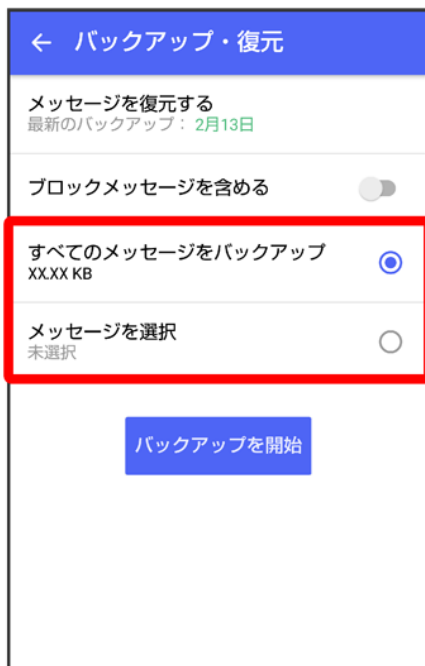 ← バックアップ・復元
メッセージを復元する
最新のバックアップ： 2月13日
ブロックメッセージを含める
すべてのメッセージをバックアップ
XX.XX KB
メッセージを選択
未選択
バックアップを開始